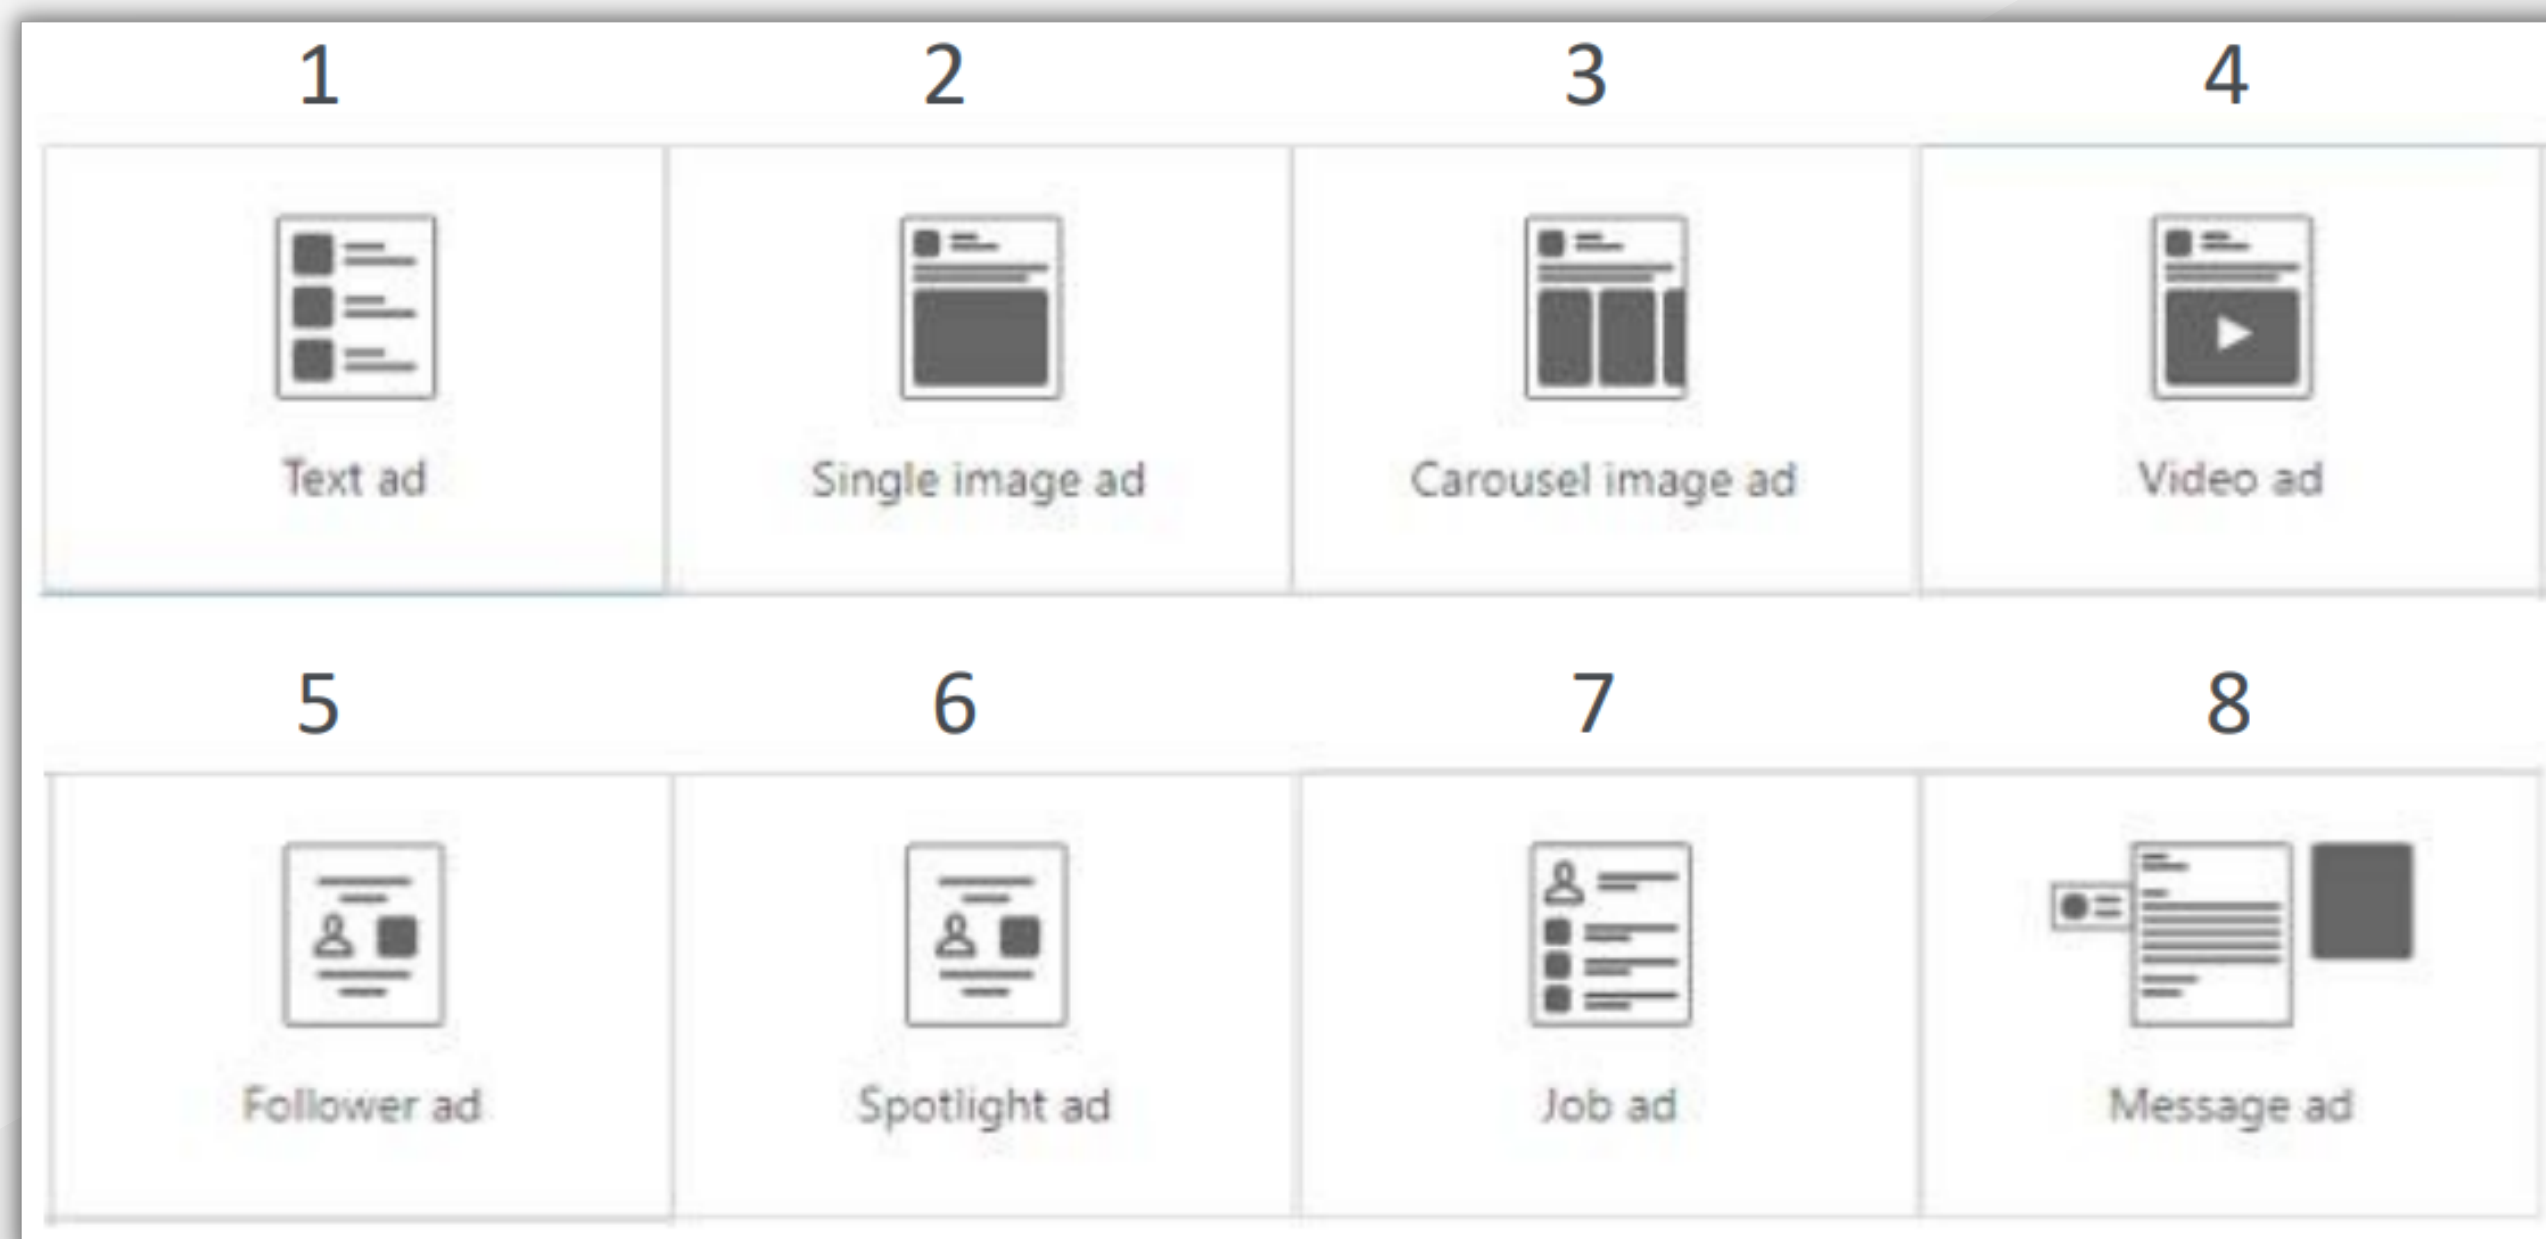 1 2 3 4
Text ad Single image ad Carousel image ad Video ad
5 6 7 8
Follower ad Spotlight ad Job ad Message ad